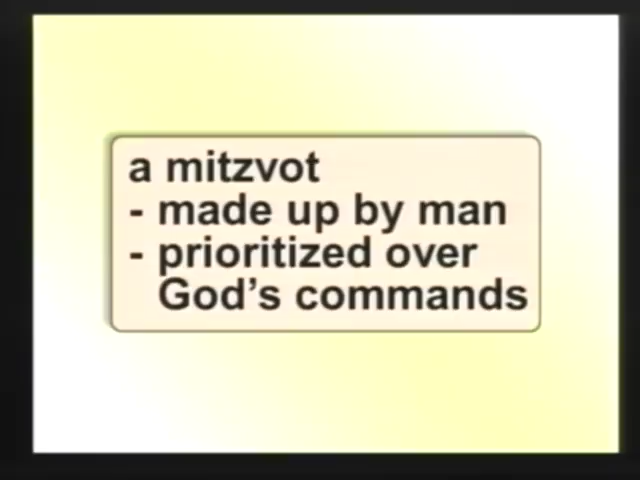 a mitzvot
- made up by man
- prioritized over
God's commands